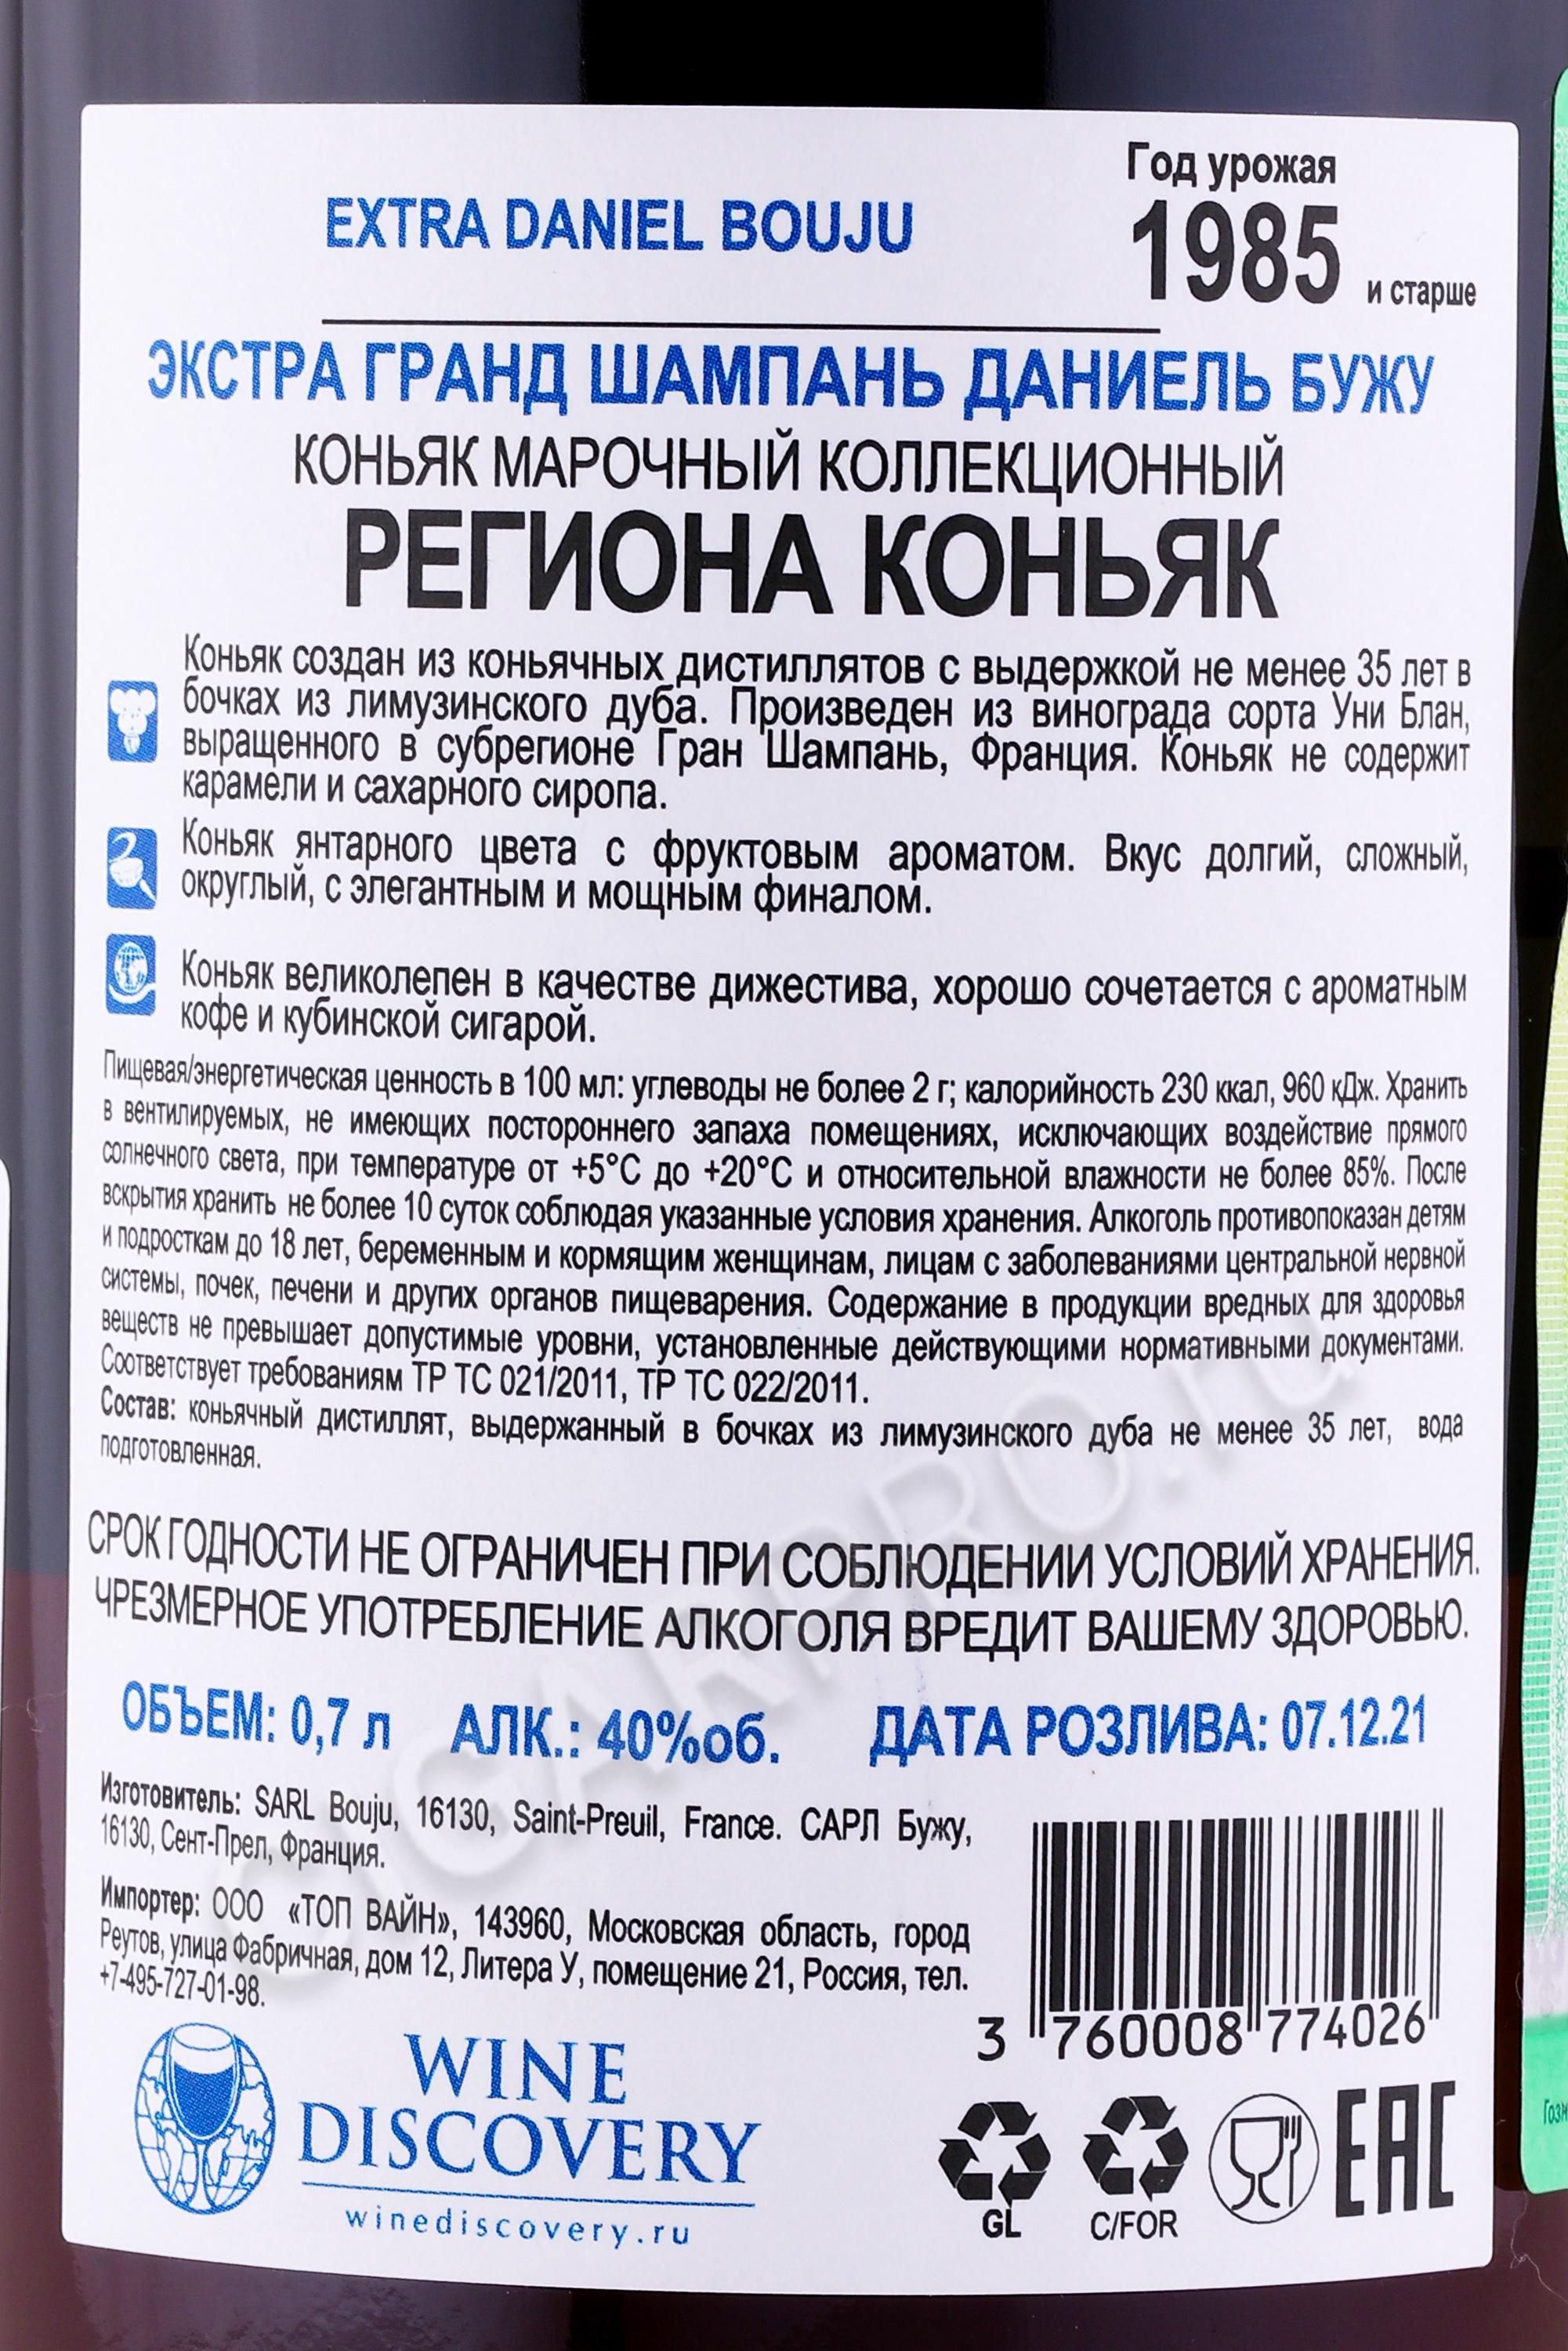 Год урожая
EXTRA DANIEL BOUJU
1985 и старше
ЭКСТРА ГРАНД ШАМПАНЬ ДАНИЕЛЬ БУЖУ
КОНЬЯК МАРОЧНЫЙ КОЛЛЕКЦИОННЫЙ
РЕГИОНА КОНЬЯК
Коньяк создан из коньячных дистиллятов с выдержкой не менее 35 лет в
бочках из лимузинского дуба. Произведен из винограда сорта Уни Блан,
выращенного в субрегионе Гран Шампань, Франция. Коньяк не содержит
карамели и сахарного сиропа.
Коньяк янтарного цвета с фруктовым ароматом. Вкус долгий, сложный,
округлый, с элегантным и мощным финалом.
Коньяк великолепен в качестве дижестива, хорошо сочетается с ароматным
кофе и кубинской сигарой.
Пищевая/энергетическая ценность в 100 мл: углеводы не более 2 г; калорийность 230 ккал, 960 кДж. Хранить
в вентилируемых, не имеющих постороннего запаха помещениях, исключающих воздействие прямого
солнечного света, при температуре от +5°C до +20°C и относительной влажности не более 85%. После
вскрытия хранить не более 10 суток соблюдая указанные условия хранения. Алкоголь противопоказан детям
и подросткам до 18 лет, беременным и кормящим женщинам, лицам с заболеваниями центральной нервной
системы, почек, печени и других органов пищеварения. Содержание в продукции вредных для здоровья
веществ не превышает допустимые уровни, установленные действующими нормативными документами.
Соответствует требованиям ТР ТС 021/2011, ТР ТС 022/2011.
Состав: коньячный дистиллят, выдержанный в бочках из лимузинского дуба не менее 35 лет, вода
подготовленная.
СРОК ГОДНОСТИ НЕ ОГРАНИЧЕН ПРИ СОБЛЮДЕНИИ УСЛОВИЙ ХРАНЕНИЯ.
ЧРЕЗМЕРНОЕ УПОТРЕБЛЕНИЕ АЛКОГОЛЯ ВРЕДИТ ВАШЕМУ ЗДОРОВЬЮ.
ОБЪЕМ: 0,7 л АЛК.: 40%об. ДАТА РОЗЛИВА: 07.12.21
Изготовитель: SARL Bouju, 16130, Saint-Preuil, France. САРЛ Бужу,
16130, Сент-Прел, Франция.
Импортер: ООО «ТОП ВАЙН», 143960, Московская область, город
Реутов, улица Фабричная, дом 12, Литера У, помещение 21, Россия, тел.
+7-495-727-01-98.
3 760008 774026
WINE
DISCOVERY
winediscovery.ru
GL C/FOR EAC
CIGARPRO.ru